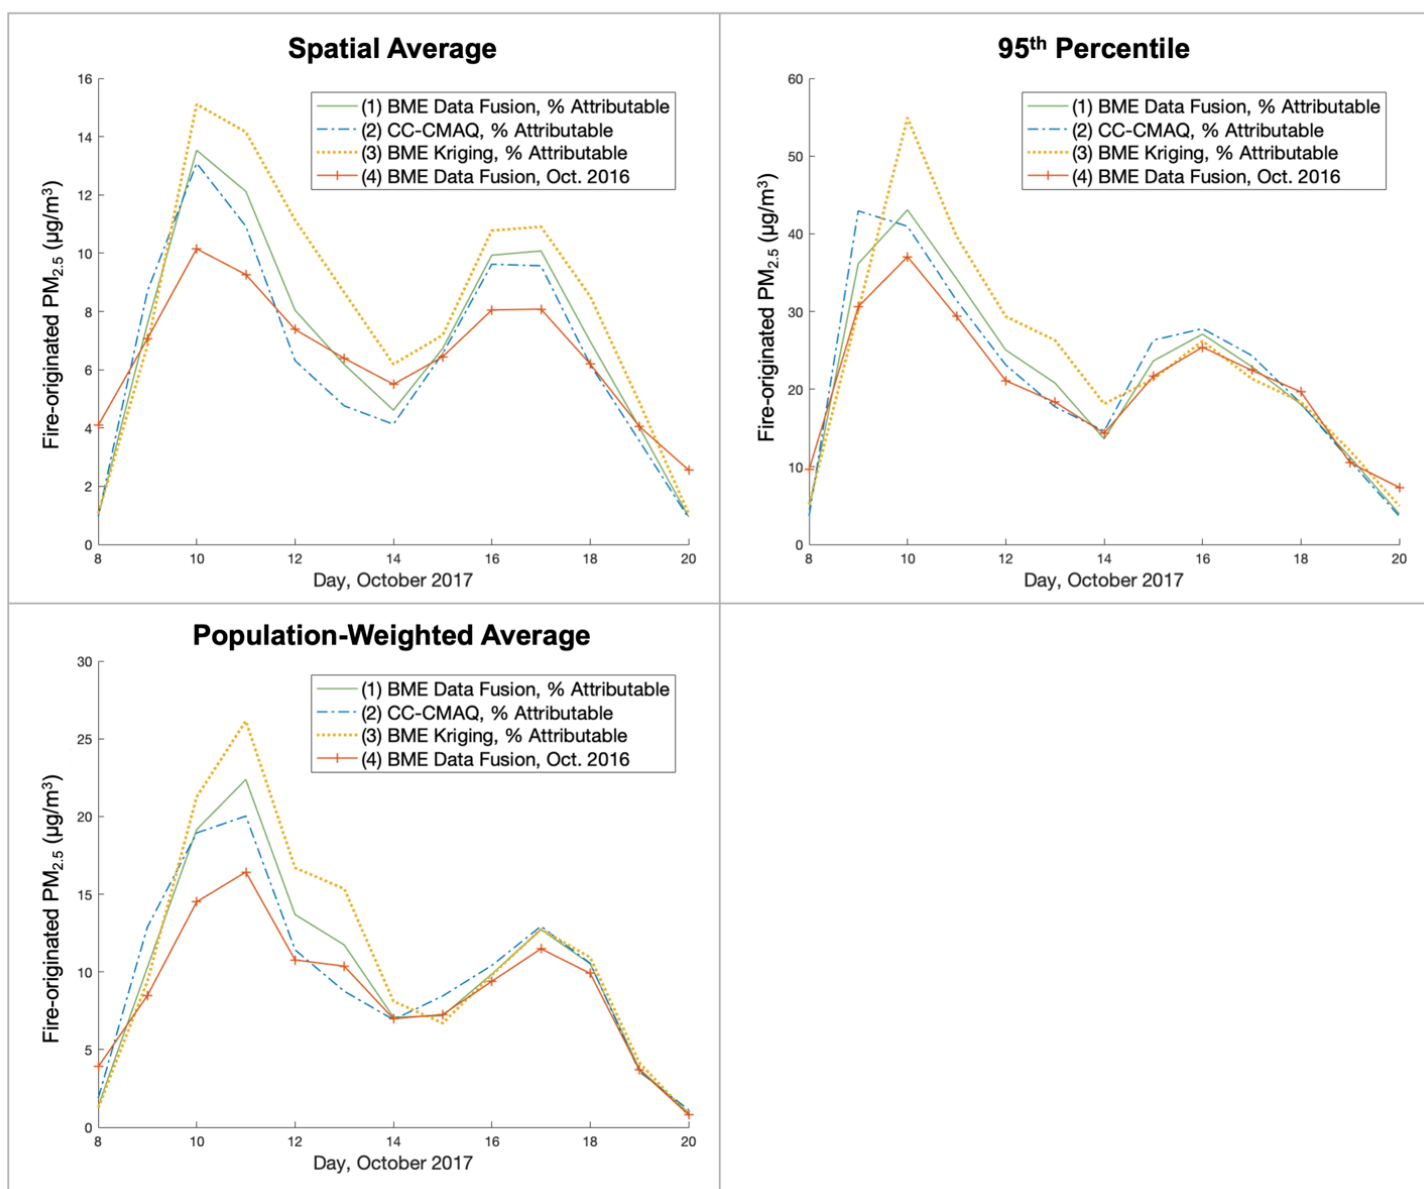 Spatial Average
16
14
12
10
8
6
4
2
0
Fire-originated PM2.5 (µg/m³)
(1) BME Data Fusion, % Attributable
(2) CC-CMAQ, % Attributable
(3) BME Kriging, % Attributable
(4) BME Data Fusion, Oct. 2016
8 10 12 14 16 18 20
Day, October 2017
95th Percentile
60
50
40
30
20
10
0
Fire-originated PM2.5 (µg/m³)
(1) BME Data Fusion, % Attributable
(2) CC-CMAQ, % Attributable
(3) BME Kriging, % Attributable
(4) BME Data Fusion, Oct. 2016
8 10 12 14 16 18 20
Day, October 2017
Population-Weighted Average
30
25
20
15
10
5
0
Fire-originated PM2.5 (µg/m³)
(1) BME Data Fusion, % Attributable
(2) CC-CMAQ, % Attributable
(3) BME Kriging, % Attributable
(4) BME Data Fusion, Oct. 2016
8 10 12 14 16 18 20
Day, October 2017